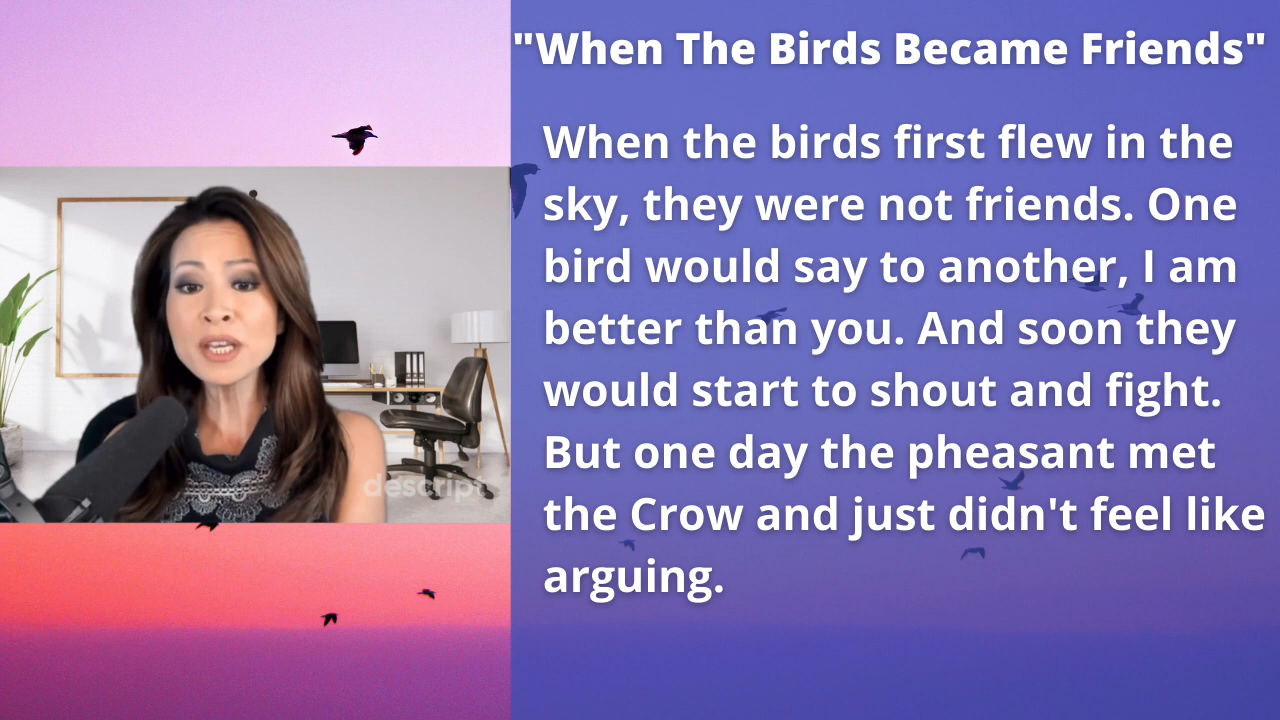 "When The Birds Became Friends"
When the birds first flew in the
sky, they were not friends. One
bird would say to another, I am
better than you. And soon they
would start to shout and fight.
But one day the pheasant met
the Crow and just didn't feel like
arguing.
descript